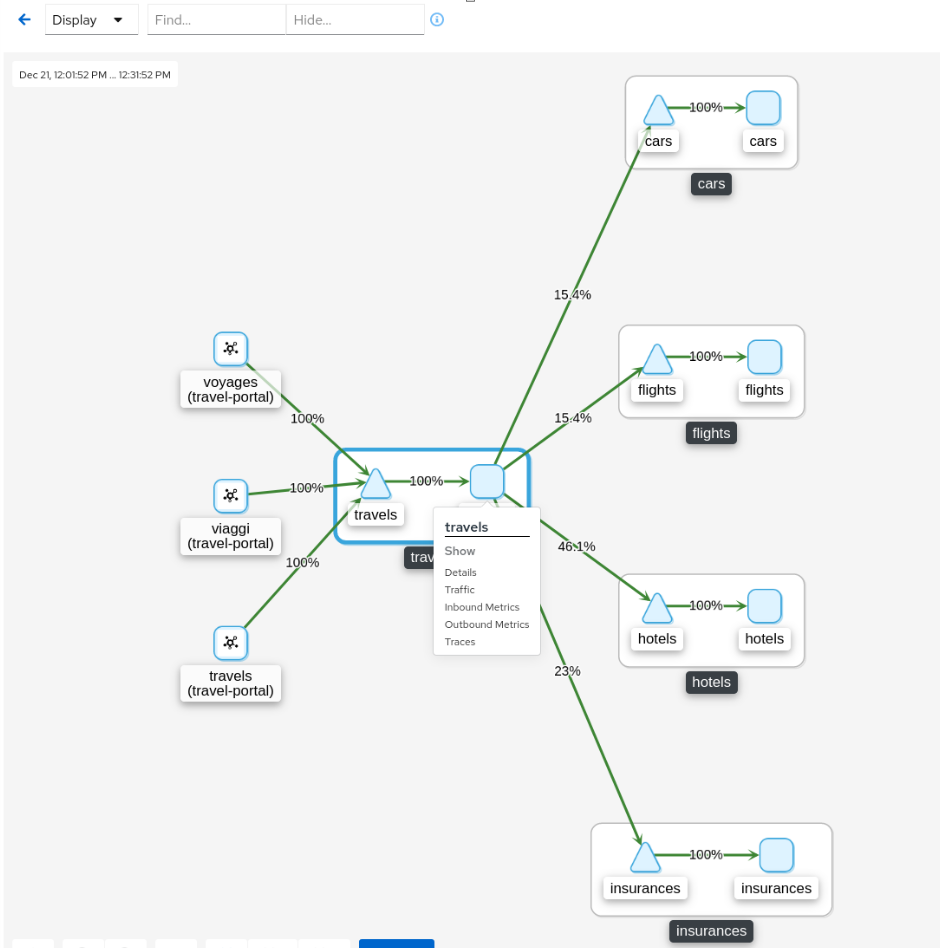 Display
Find...
Hide...
Dec 21, 12:01:52 PM ... 12:31:52 PM
100%
cars
cars
cars
15.4%
voyages
(travel-portal)
100%
15.4%
100%
flights
flights
flights
viaggi
(travel-portal)
100%
100%
travels
travels
Show
Details
Traffic
Inbound Metrics
Outbound Metrics
Traces
46.1%
100%
travels
(travel-portal)
100%
hotels
hotels
hotels
23%
100%
insurances
insurances
insurances